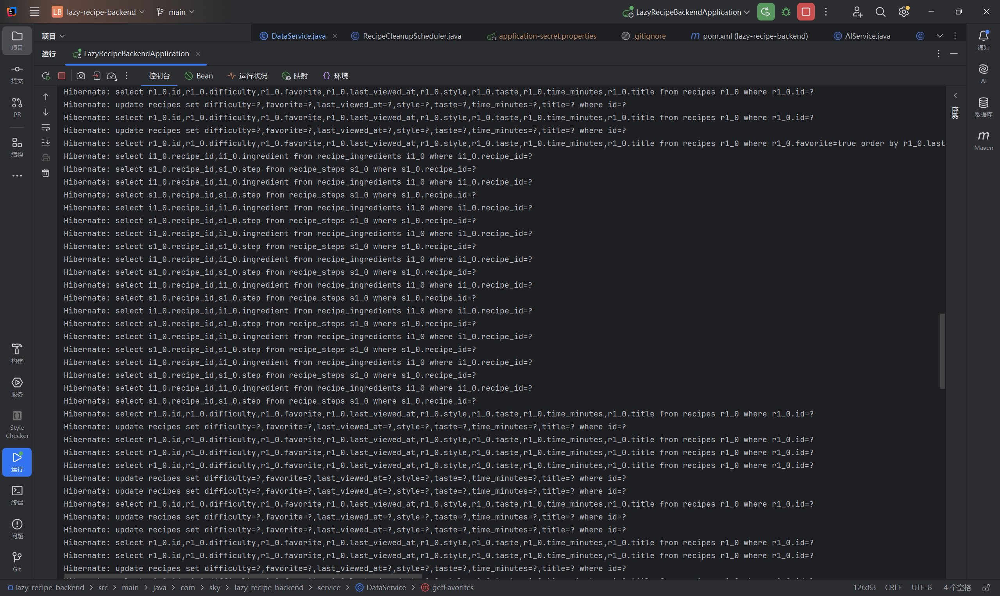 LB lazy-recipe-backend main LazyRecipeBackendApplication
项目 DataService.java RecipeCleanupScheduler.java application-secret.properties .gitignore pom.xml (lazy-recipe-backend) AIService.java
运行 LazyRecipeBackendApplication
控制台 Bean 运行状况 映射 环境
项目
提交
PR
结构
构建
服务
Style
Checker
运行
终端
问题
Git
Hibernate: select r1_0.id,r1_0.difficulty,r1_0.favorite,r1_0.last_viewed_at,r1_0.style,r1_0.taste,r1_0.time_minutes,r1_0.title from recipes r1_0 where r1_0.id=?
Hibernate: update recipes set difficulty=?,favorite=?,last_viewed_at=?,style=?,taste=?,time_minutes=?,title=? where id=?
Hibernate: select r1_0.id,r1_0.difficulty,r1_0.favorite,r1_0.last_viewed_at,r1_0.style,r1_0.taste,r1_0.time_minutes,r1_0.title from recipes r1_0 where r1_0.id=?
Hibernate: update recipes set difficulty=?,favorite=?,last_viewed_at=?,style=?,taste=?,time_minutes=?,title=? where id=?
Hibernate: select r1_0.id,r1_0.difficulty,r1_0.favorite,r1_0.last_viewed_at,r1_0.style,r1_0.taste,r1_0.time_minutes,r1_0.title from recipes r1_0 where r1_0.favorite=true order by r1_0.last
Hibernate: select i1_0.recipe_id,i1_0.ingredient from recipe_ingredients i1_0 where i1_0.recipe_id=?
Hibernate: select s1_0.recipe_id,s1_0.step from recipe_steps s1_0 where s1_0.recipe_id=?
Hibernate: select i1_0.recipe_id,i1_0.ingredient from recipe_ingredients i1_0 where i1_0.recipe_id=?
Hibernate: select s1_0.recipe_id,s1_0.step from recipe_steps s1_0 where s1_0.recipe_id=?
Hibernate: select i1_0.recipe_id,i1_0.ingredient from recipe_ingredients i1_0 where i1_0.recipe_id=?
Hibernate: select s1_0.recipe_id,s1_0.step from recipe_steps s1_0 where s1_0.recipe_id=?
Hibernate: select i1_0.recipe_id,i1_0.ingredient from recipe_ingredients i1_0 where i1_0.recipe_id=?
Hibernate: select s1_0.recipe_id,s1_0.step from recipe_steps s1_0 where s1_0.recipe_id=?
Hibernate: select i1_0.recipe_id,i1_0.ingredient from recipe_ingredients i1_0 where i1_0.recipe_id=?
Hibernate: select s1_0.recipe_id,s1_0.step from recipe_steps s1_0 where s1_0.recipe_id=?
Hibernate: select i1_0.recipe_id,i1_0.ingredient from recipe_ingredients i1_0 where i1_0.recipe_id=?
Hibernate: select s1_0.recipe_id,s1_0.step from recipe_steps s1_0 where s1_0.recipe_id=?
Hibernate: select i1_0.recipe_id,i1_0.ingredient from recipe_ingredients i1_0 where i1_0.recipe_id=?
Hibernate: select s1_0.recipe_id,s1_0.step from recipe_steps s1_0 where s1_0.recipe_id=?
Hibernate: select i1_0.recipe_id,i1_0.ingredient from recipe_ingredients i1_0 where i1_0.recipe_id=?
Hibernate: select s1_0.recipe_id,s1_0.step from recipe_steps s1_0 where s1_0.recipe_id=?
Hibernate: select i1_0.recipe_id,i1_0.ingredient from recipe_ingredients i1_0 where i1_0.recipe_id=?
Hibernate: select s1_0.recipe_id,s1_0.step from recipe_steps s1_0 where s1_0.recipe_id=?
Hibernate: select i1_0.recipe_id,i1_0.ingredient from recipe_ingredients i1_0 where i1_0.recipe_id=?
Hibernate: select s1_0.recipe_id,s1_0.step from recipe_steps s1_0 where s1_0.recipe_id=?
Hibernate: select r1_0.id,r1_0.difficulty,r1_0.favorite,r1_0.last_viewed_at,r1_0.style,r1_0.taste,r1_0.time_minutes,r1_0.title from recipes r1_0 where r1_0.id=?
Hibernate: update recipes set difficulty=?,favorite=?,last_viewed_at=?,style=?,taste=?,time_minutes=?,title=? where id=?
Hibernate: select r1_0.id,r1_0.difficulty,r1_0.favorite,r1_0.last_viewed_at,r1_0.style,r1_0.taste,r1_0.time_minutes,r1_0.title from recipes r1_0 where r1_0.id=?
Hibernate: select r1_0.id,r1_0.difficulty,r1_0.favorite,r1_0.last_viewed_at,r1_0.style,r1_0.taste,r1_0.time_minutes,r1_0.title from recipes r1_0 where r1_0.id=?
Hibernate: select r1_0.id,r1_0.difficulty,r1_0.favorite,r1_0.last_viewed_at,r1_0.style,r1_0.taste,r1_0.time_minutes,r1_0.title from recipes r1_0 where r1_0.id=?
Hibernate: update recipes set difficulty=?,favorite=?,last_viewed_at=?,style=?,taste=?,time_minutes=?,title=? where id=?
Hibernate: update recipes set difficulty=?,favorite=?,last_viewed_at=?,style=?,taste=?,time_minutes=?,title=? where id=?
Hibernate: select r1_0.id,r1_0.difficulty,r1_0.favorite,r1_0.last_viewed_at,r1_0.style,r1_0.taste,r1_0.time_minutes,r1_0.title from recipes r1_0 where r1_0.id=?
Hibernate: update recipes set difficulty=?,favorite=?,last_viewed_at=?,style=?,taste=?,time_minutes=?,title=? where id=?
Hibernate: update recipes set difficulty=?,favorite=?,last_viewed_at=?,style=?,taste=?,time_minutes=?,title=? where id=?
Hibernate: select r1_0.id,r1_0.difficulty,r1_0.favorite,r1_0.last_viewed_at,r1_0.style,r1_0.taste,r1_0.time_minutes,r1_0.title from recipes r1_0 where r1_0.id=?
Hibernate: select r1_0.id,r1_0.difficulty,r1_0.favorite,r1_0.last_viewed_at,r1_0.style,r1_0.taste,r1_0.time_minutes,r1_0.title from recipes r1_0 where r1_0.id=?
Hibernate: update recipes set difficulty=?,favorite=?,last_viewed_at=?,style=?,taste=?,time_minutes=?,title=? where id=?
通知
AI
数据库
Maven
lazy-recipe-backend > src > main > java > com > sky > lazy_recipe_backend > service > DataService > getFavorites 126:83 CRLF UTF-8 4 个空格